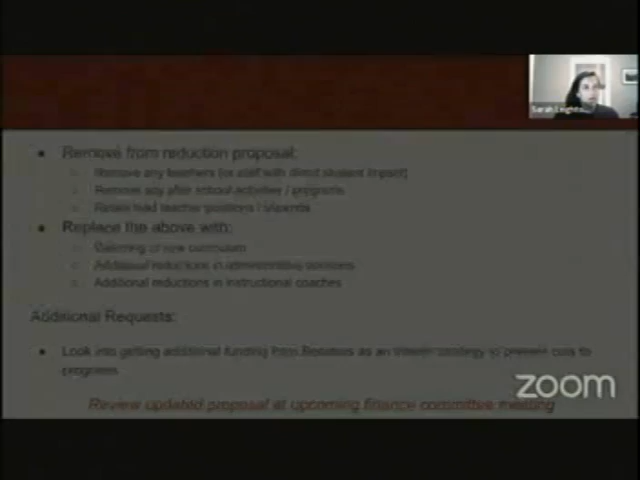 Sarah
Remove from reduction proposal:
Remove any teachers (or staff with direct student impact)
Remove any after school activities / programs
Retain lead teacher positions / stipends
Replace the above with:
Deferring of new curriculum
Additional reductions in administrative positions
Additional reductions in instructional coaches
Additional Requests:
Look into getting additional funding from as an interim strategy to prevent cuts to
programs
zoom
Review updated proposal at upcoming finance committee meeting